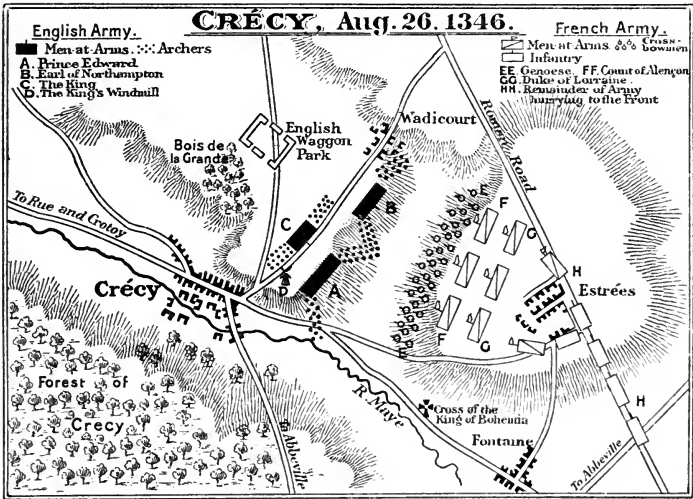 CRÉCY, Aug. 26. 1346.
English Army.
Men-at-Arms. Archers
A. Prince Edward
B. Earl of Northampton
C. The King
D. The King's Windmill
French Army.
Men-at-Arms. Cross-
bowmen
Infantry
EE. Genoese. FF. Count of Alençon
GG. Duke of Lorraine.
HH. Remainder of Army
hurrying to the Front
Wadicourt
English
Waggon
Park
Bois de
la Grande
Roman Road
To Rue and Crotoy
E
F
G
C
B
H
D
A
Estrées
Crécy
F
G
E
Forest of
Crecy
R. Maye
Cross of the
King of Bohemia
H
Fontaine
to Abbeville
To Abbeville